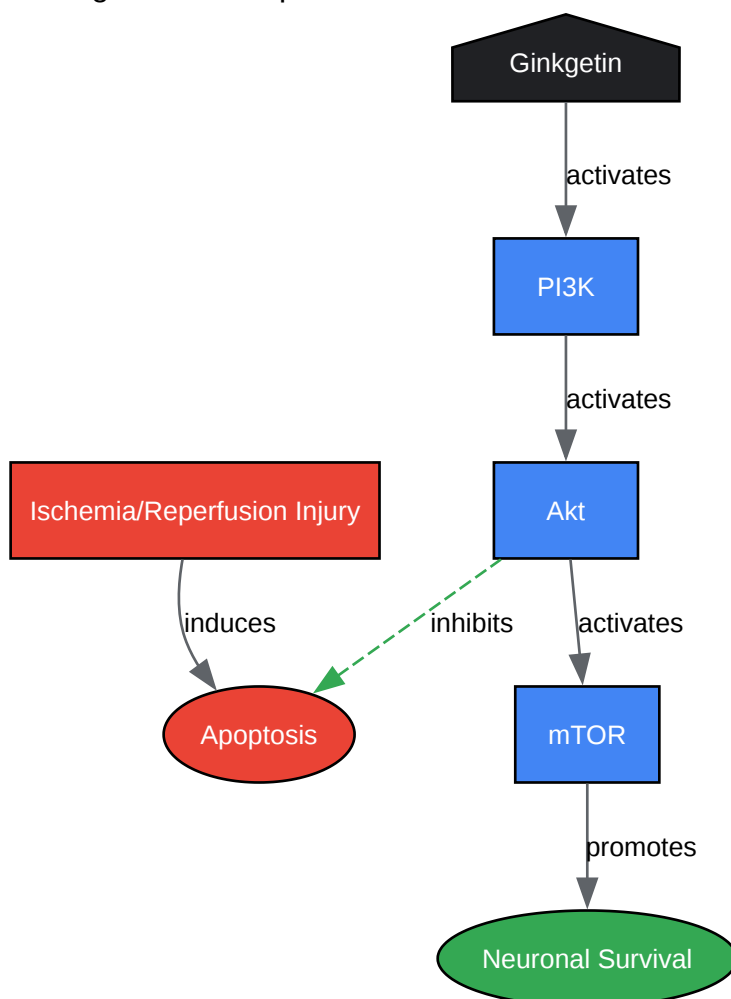 Ginkgetin
activates
PI3K
activates
Ischemia/Reperfusion Injury
Akt
induces
inhibits
activates
Apoptosis
mTOR
promotes
Neuronal Survival